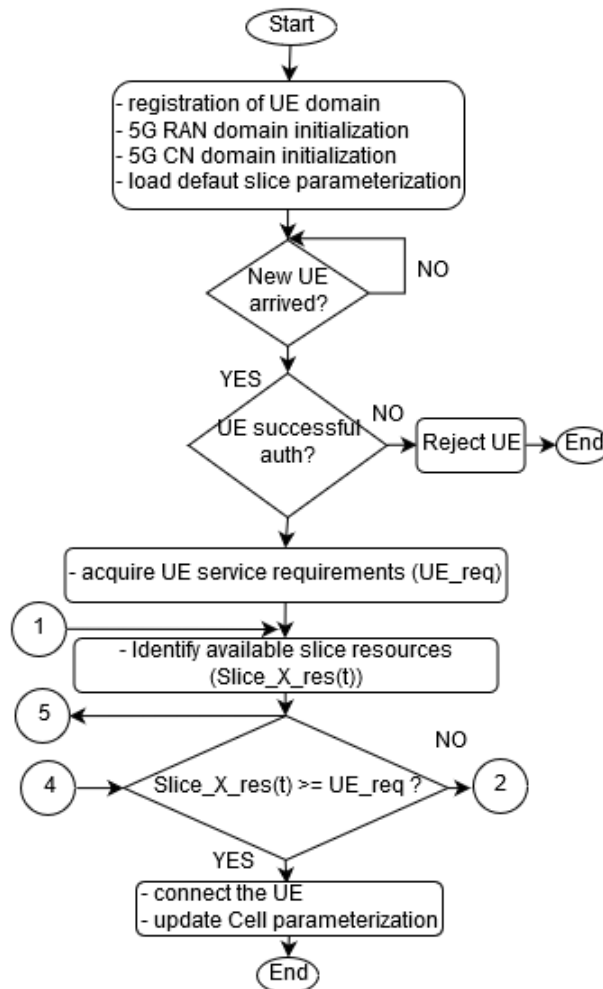 Start
- registration of UE domain
- 5G RAN domain initialization
- 5G CN domain initialization
- load defaut slice parameterization
New UE
arrived?
NO
YES
NO
UE successful
auth?
Reject UE
End
- acquire UE service requirements (UE_req)
1
- Identify available slice resources
(Slice_X_res(t))
5
NO
4
Slice_X_res(t) >= UE_req ?
2
YES
- connect the UE
- update Cell parameterization
End